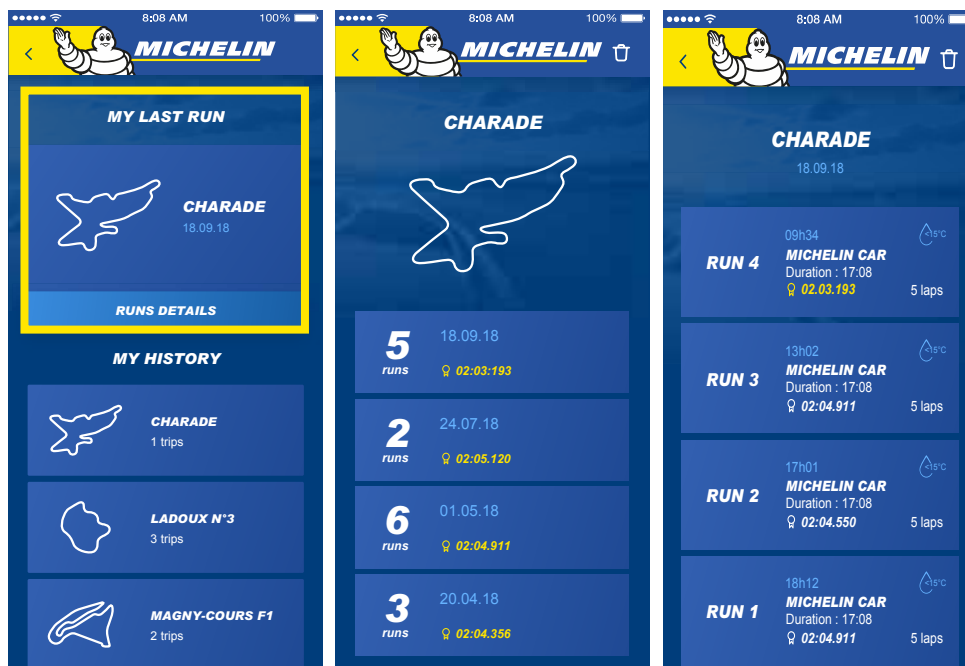 8:08 AM 100%
MICHELIN
MY LAST RUN
CHARADE
18.09.18
RUNS DETAILS
MY HISTORY
CHARADE
1 trips
LADOUX N°3
3 trips
MAGNY-COURS F1
2 trips
8:08 AM 100%
MICHELIN
CHARADE
5 runs
18.09.18
02:03:193
2 runs
24.07.18
02:05.120
6 runs
01.05.18
02:04.911
3 runs
20.04.18
02:04.356
8:08 AM 100%
MICHELIN
CHARADE
18.09.18
09h34 <15°C
RUN 4
MICHELIN CAR
Duration : 17:08
02.03.193 5 laps
13h02 <15°C
RUN 3
MICHELIN CAR
Duration : 17:08
02:04.911 5 laps
17h01 <15°C
RUN 2
MICHELIN CAR
Duration : 17:08
02:04.550 5 laps
18h12 <15°C
RUN 1
MICHELIN CAR
Duration : 17:08
02:04.911 5 laps